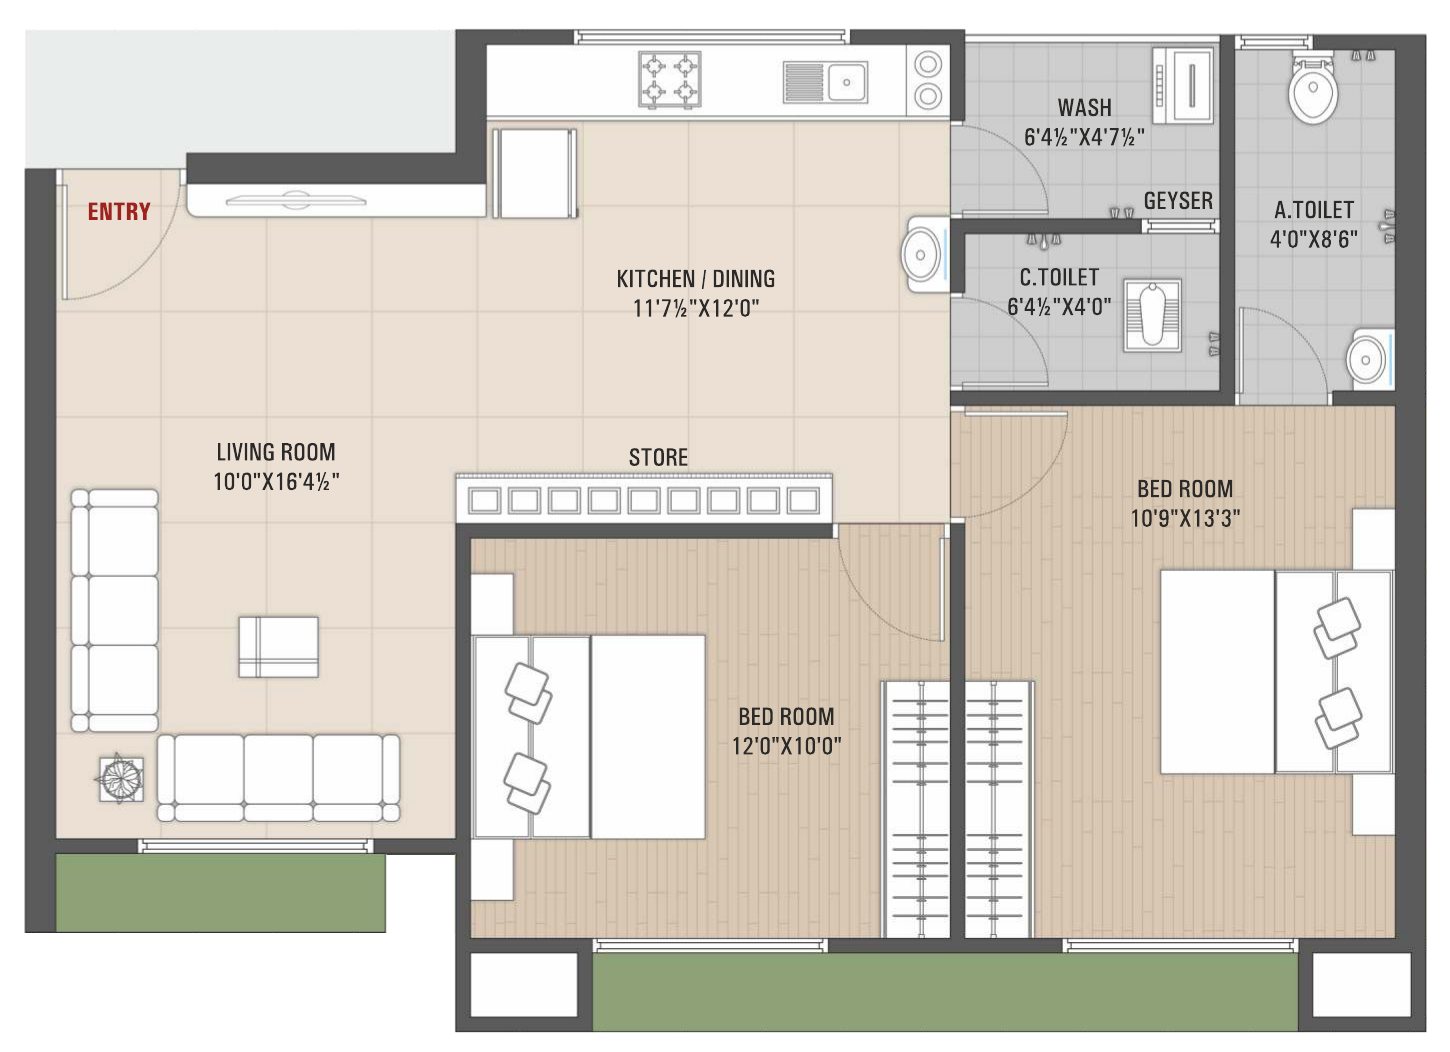 WASH
6'4½"X4'7½"
GEYSER
ENTRY
A.TOILET
4'0"X8'6"
KITCHEN / DINING
11'7½"X12'0"
C.TOILET
6'4½"X4'0"
LIVING ROOM
10'0"X16'4½"
STORE
BED ROOM
10'9"X13'3"
BED ROOM
12'0"X10'0"